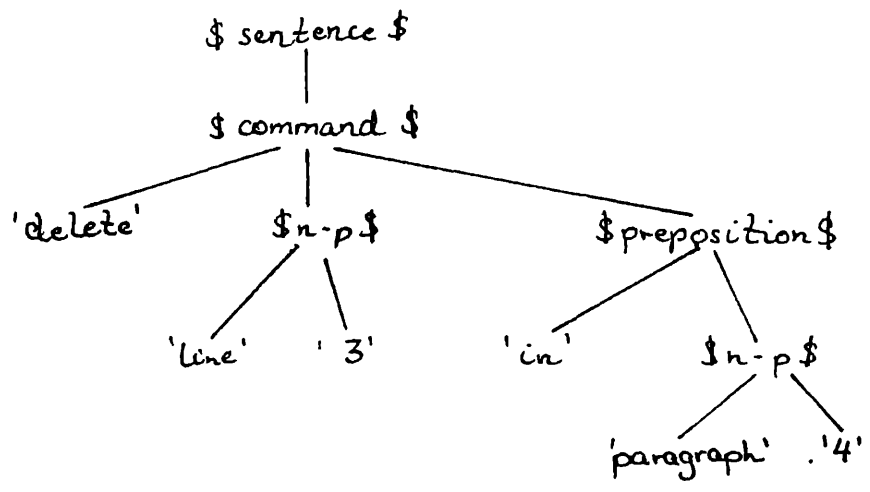 $ sentence $
$ command $
'delete' $n-p$ $preposition$
'line' '3' 'in' $n-p$
'paragraph' .'4'